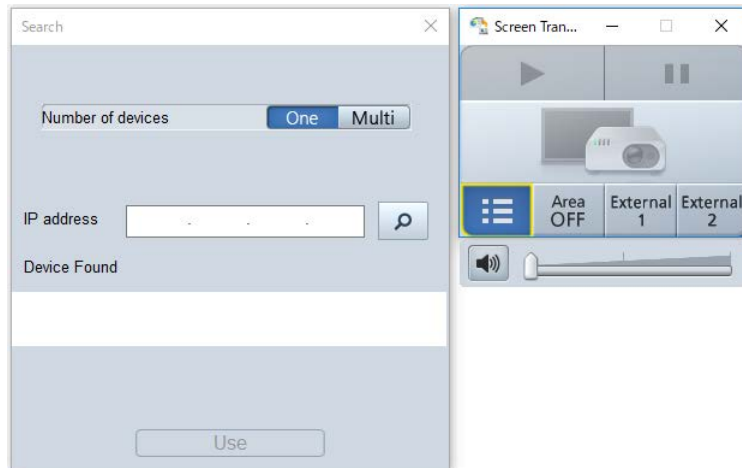 Search
Number of devices
One
Multi
IP address
. . .
Device Found
Use
Screen Tran...
Area
OFF
External
1
External
2